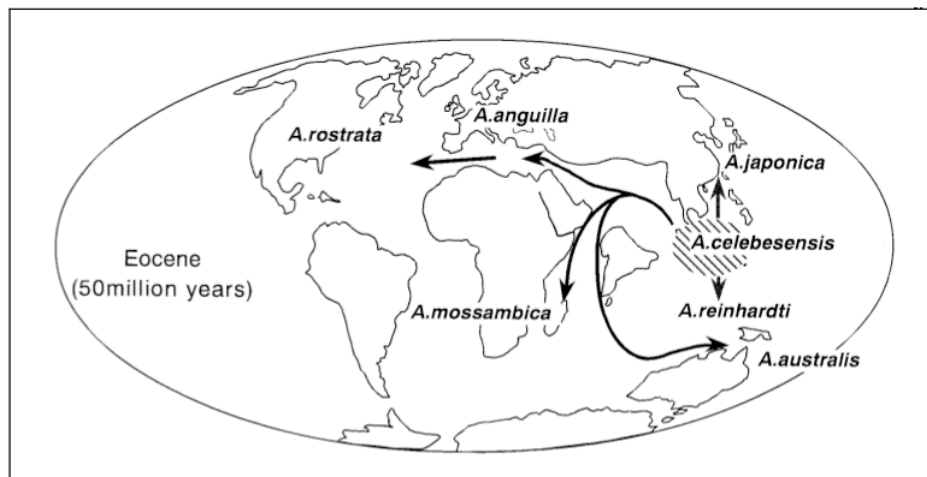 A.anguilla
A.rostrata
A.japonica
A.celebesensis
Eocene
(50million years)
A.mossambica
A.reinhardti
A.australis